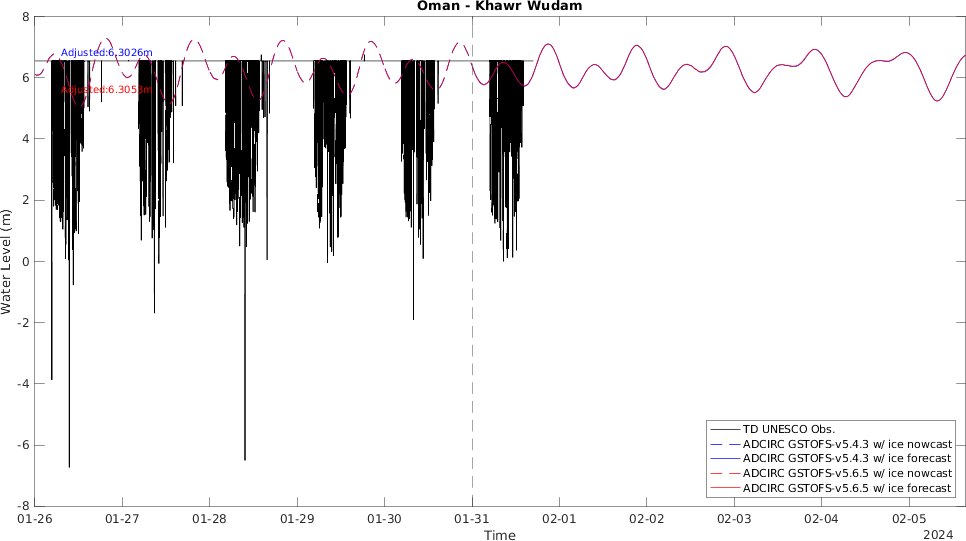 Oman - Khawr Wudam
8
6
4
2
0
-2
-4
-6
-8
Water Level (m)
Adjusted:6.3026m
Adjusted:6.3053m
TD UNESCO Obs.
ADCIRC GSTOFS-v5.4.3 w/ ice nowcast
ADCIRC GSTOFS-v5.4.3 w/ ice forecast
ADCIRC GSTOFS-v5.6.5 w/ ice nowcast
ADCIRC GSTOFS-v5.6.5 w/ ice forecast
01-26 01-27 01-28 01-29 01-30 01-31 02-01 02-02 02-03 02-04 02-05
Time
2024